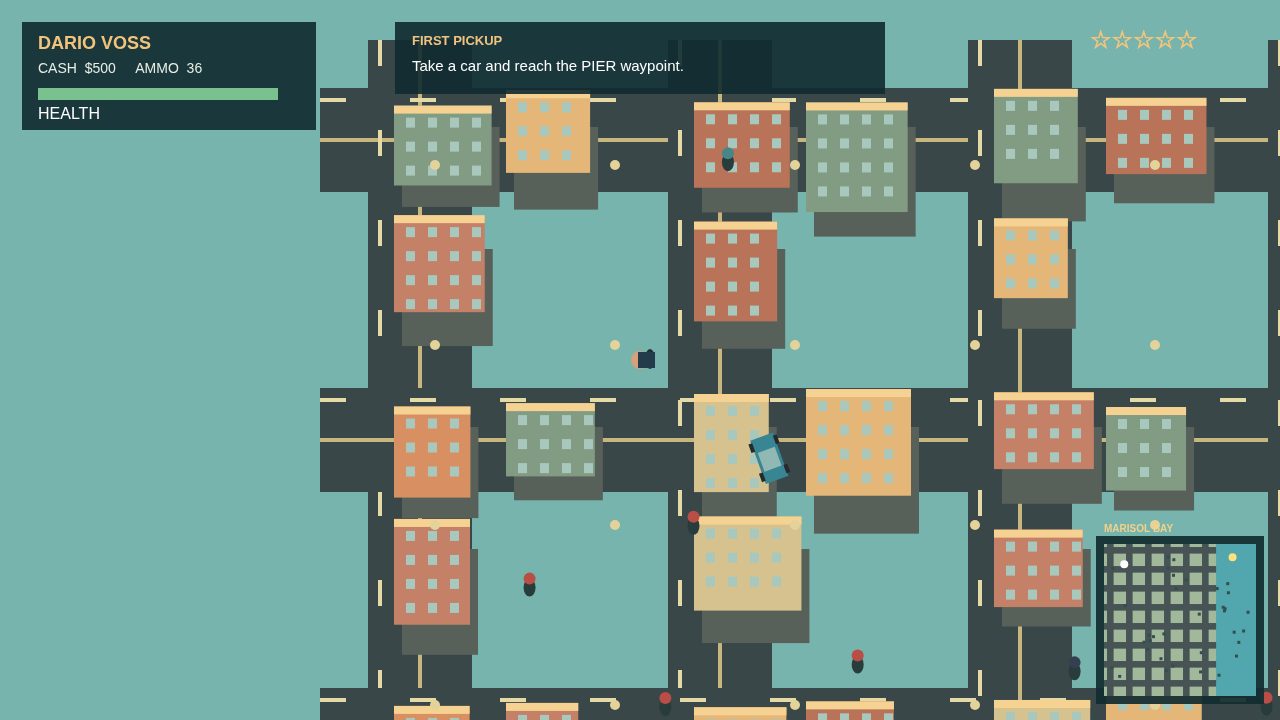 DARIO VOSS
CASH $500 AMMO 36
HEALTH
FIRST PICKUP
Take a car and reach the PIER waypoint.
MARISOL BAY